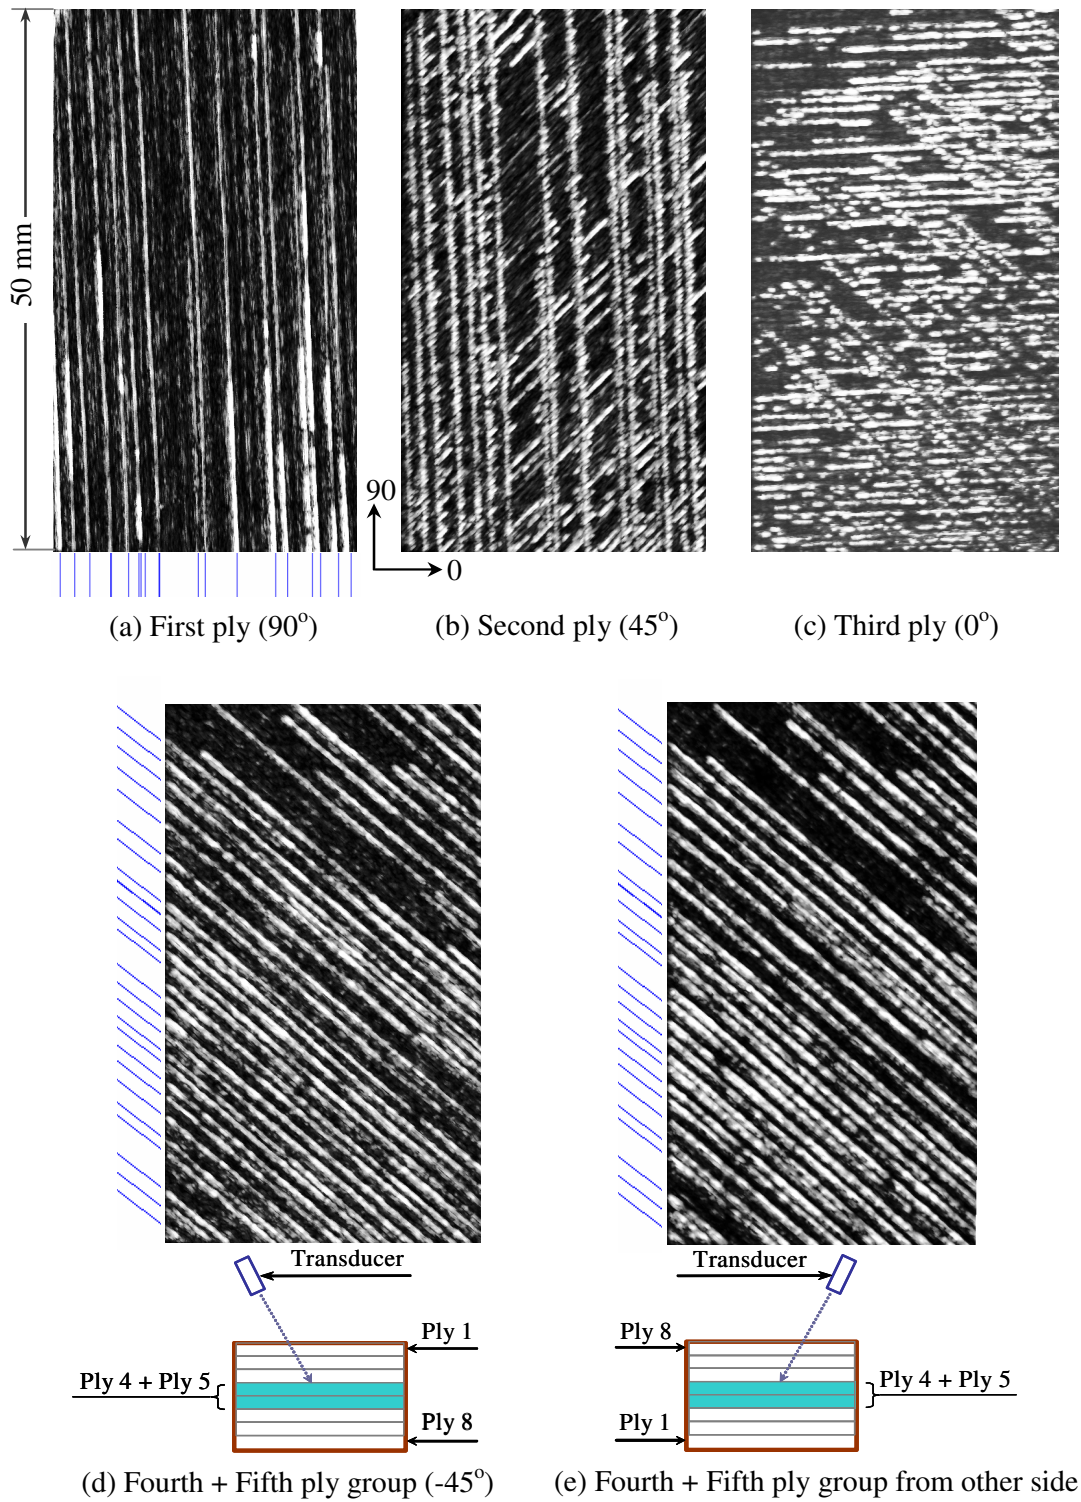 50 mm
90
0
(a) First ply (90°)
(b) Second ply (45°)
(c) Third ply (0°)
Transducer
Ply 1
Ply 4 + Ply 5
Ply 8
(d) Fourth + Fifth ply group (-45°)
Transducer
Ply 8
Ply 4 + Ply 5
Ply 1
(e) Fourth + Fifth ply group from other side